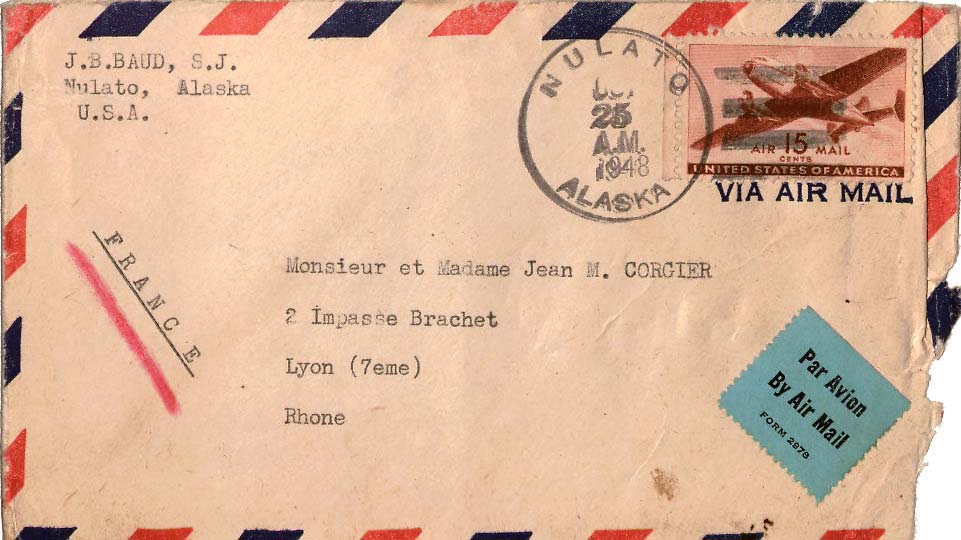 J.B.BAUD, S.J.
Nulato, Alaska
U.S.A.
NULATO
OCT
25
A.M.
1948
ALASKA
AIR 15 MAIL
CENTS
UNITED STATES OF AMERICA
VIA AIR MAIL
FRANCE
Monsieur et Madame Jean M. CORGIER
2 Impasse Brachet
Lyon (7eme)
Rhone
Par Avion
By Air Mail
FORM 2978